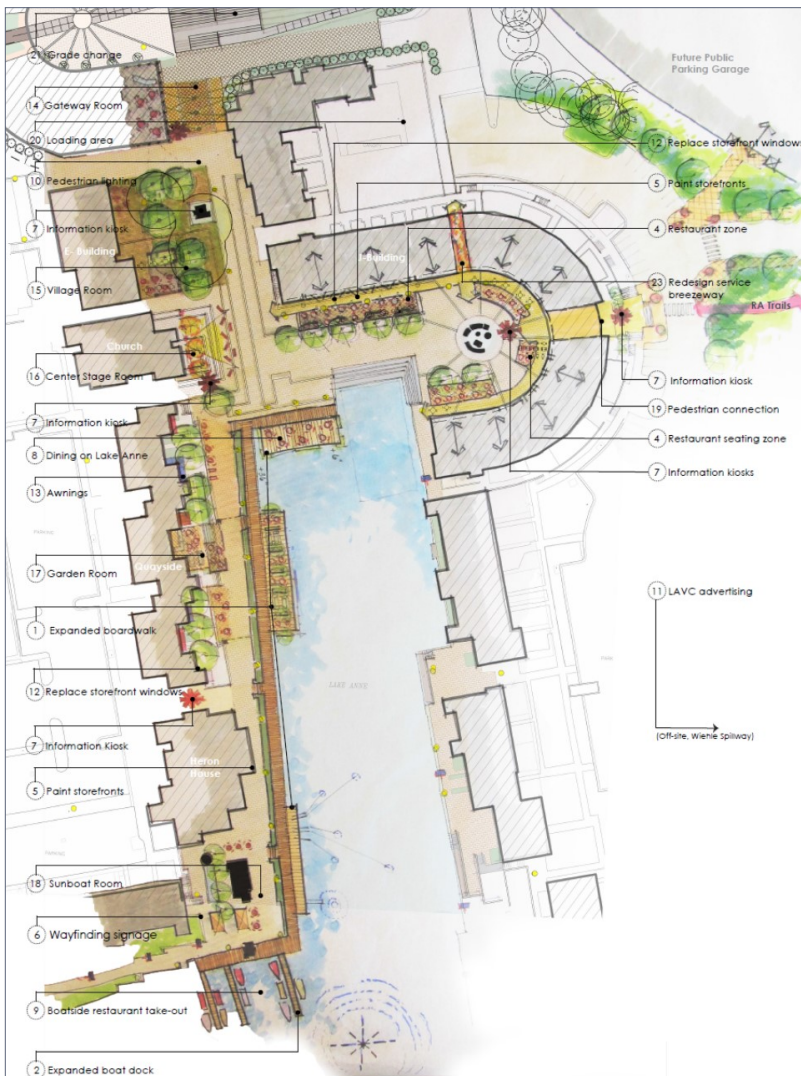 21 Grade change
14 Gateway Room
20 Loading area
10 Pedestrian lighting
7 Information kiosk
E- Building
15 Village Room
Church
16 Center Stage Room
7 Information kiosk
8 Dining on Lake Anne
13 Awnings
Quayside
17 Garden Room
1 Expanded boardwalk
12 Replace storefront windows
7 Information Kiosk
Heron
House
5 Paint storefronts
18 Sunboat Room
6 Wayfinding signage
9 Boatside restaurant take-out
2 Expanded boat dock
LAKE ANNE
PARKING
PARKING
Future Public
Parking Garage
12 Replace storefront windows
5 Paint storefronts
4 Restaurant zone
J-Building
23 Redesign service
breezeway
RA Trails
7 Information kiosk
19 Pedestrian connection
4 Restaurant seating zone
7 Information kiosks
11 LAVC advertising
(Off-site, Wiehle Spillway)